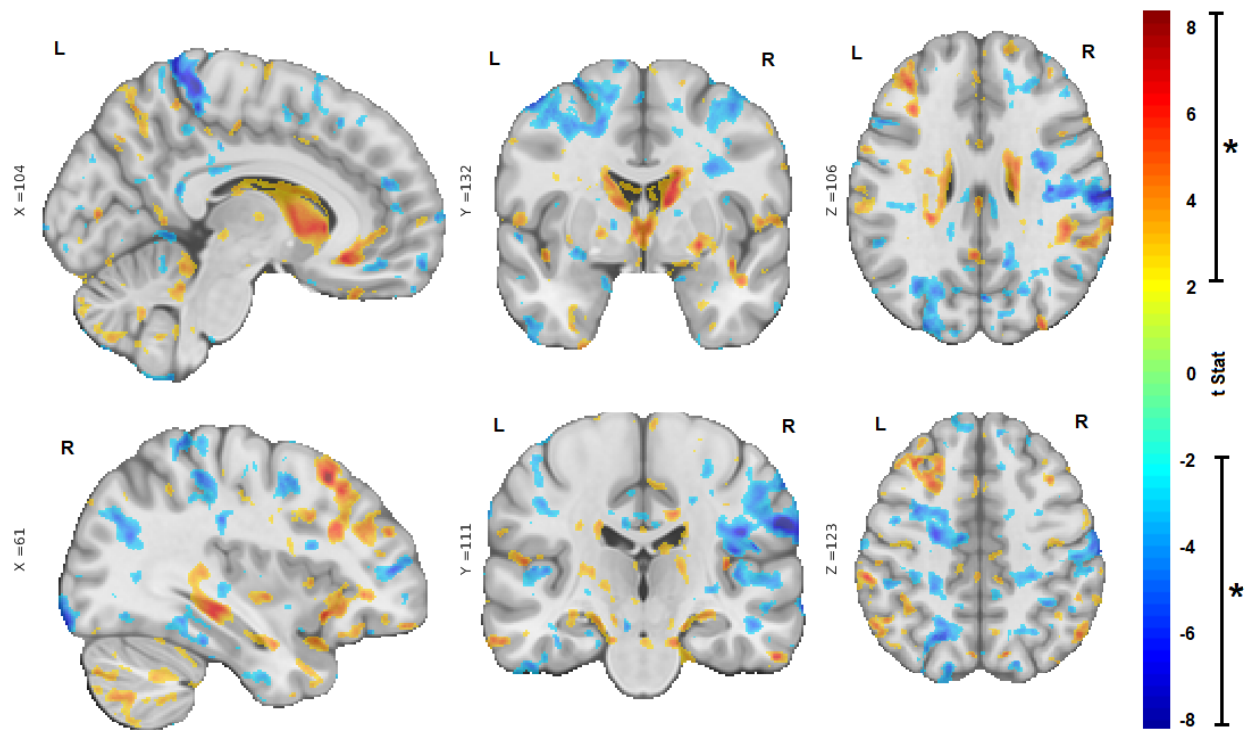 L
X =104
L
R
Y =132
L
R
Z =106
R
X =61
L
R
Y =111
L
R
Z =123
8
6
4
2
0
-2
-4
-6
-8
t Stat
*
*